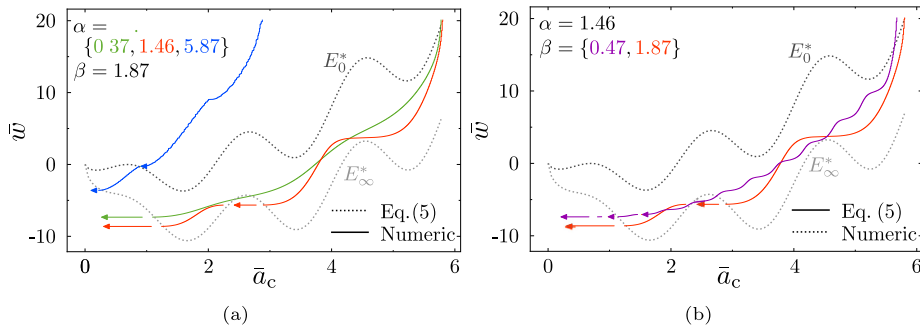 α =
{0 37, 1.46, 5.87}
β = 1.87
E*₀
E*∞
Eq. (5)
Numeric
20
10
0
-10
w̄
0
2
4
6
ā_c
(a)
α = 1.46
β = {0.47, 1.87}
E*₀
E*∞
Eq. (5)
Numeric
20
10
0
-10
w̄
0
2
4
6
ā_c
(b)